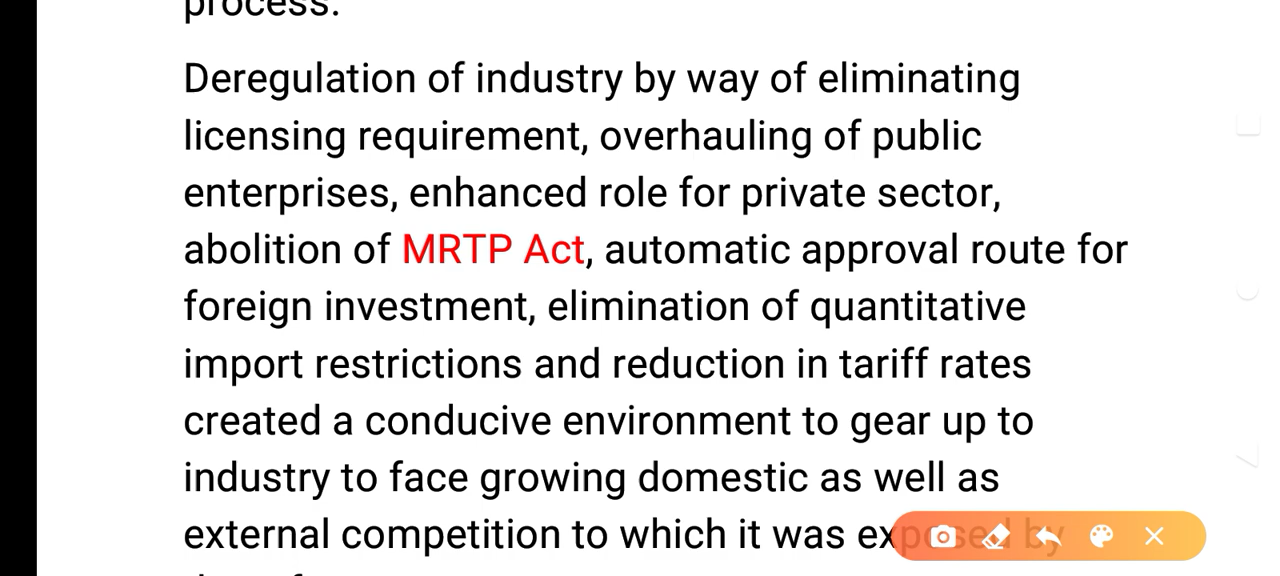 process.
Deregulation of industry by way of eliminating
licensing requirement, overhauling of public
enterprises, enhanced role for private sector,
abolition of MRTP Act, automatic approval route for
foreign investment, elimination of quantitative
import restrictions and reduction in tariff rates
created a conducive environment to gear up to
industry to face growing domestic as well as
external competition to which it was exposed by